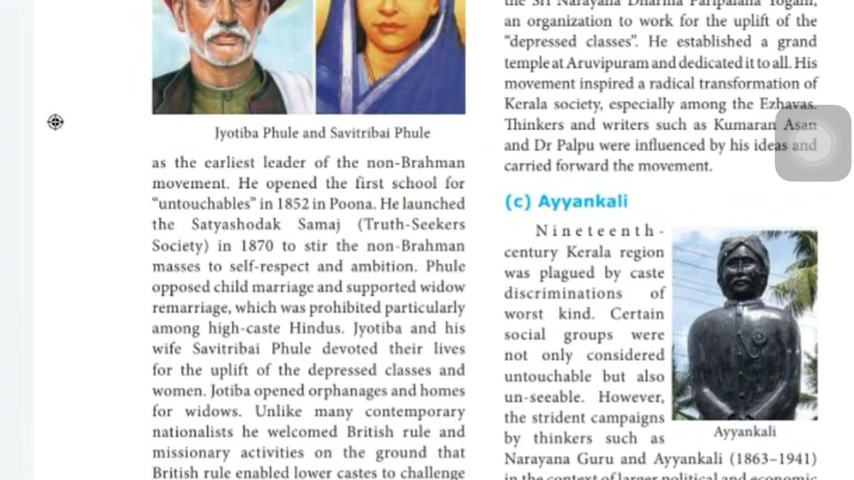 Jyotiba Phule and Savitribai Phule
as the earliest leader of the non-Brahman
movement. He opened the first school for
“untouchables” in 1852 in Poona. He launched
the Satyashodak Samaj (Truth-Seekers
Society) in 1870 to stir the non-Brahman
masses to self-respect and ambition. Phule
opposed child marriage and supported widow
remarriage, which was prohibited particularly
among high-caste Hindus. Jyotiba and his
wife Savitribai Phule devoted their lives
for the uplift of the depressed classes and
women. Jotiba opened orphanages and homes
for widows. Unlike many contemporary
nationalists he welcomed British rule and
missionary activities on the ground that
British rule enabled lower castes to challenge
the Sri Narayana Dharma Paripalana Yogam,
an organization to work for the uplift of the
“depressed classes”. He established a grand
temple at Aruvipuram and dedicated it to all. His
movement inspired a radical transformation of
Kerala society, especially among the Ezhavas.
Thinkers and writers such as Kumaran Asan
and Dr Palpu were influenced by his ideas and
carried forward the movement.
(c) Ayyankali
Nineteenth-
century Kerala region
was plagued by caste
discriminations of
worst kind. Certain
social groups were
not only considered
untouchable but also
un-seeable. However,
the strident campaigns
by thinkers such as
Narayana Guru and Ayyankali (1863–1941)
in the context of larger political and economic
Ayyankali